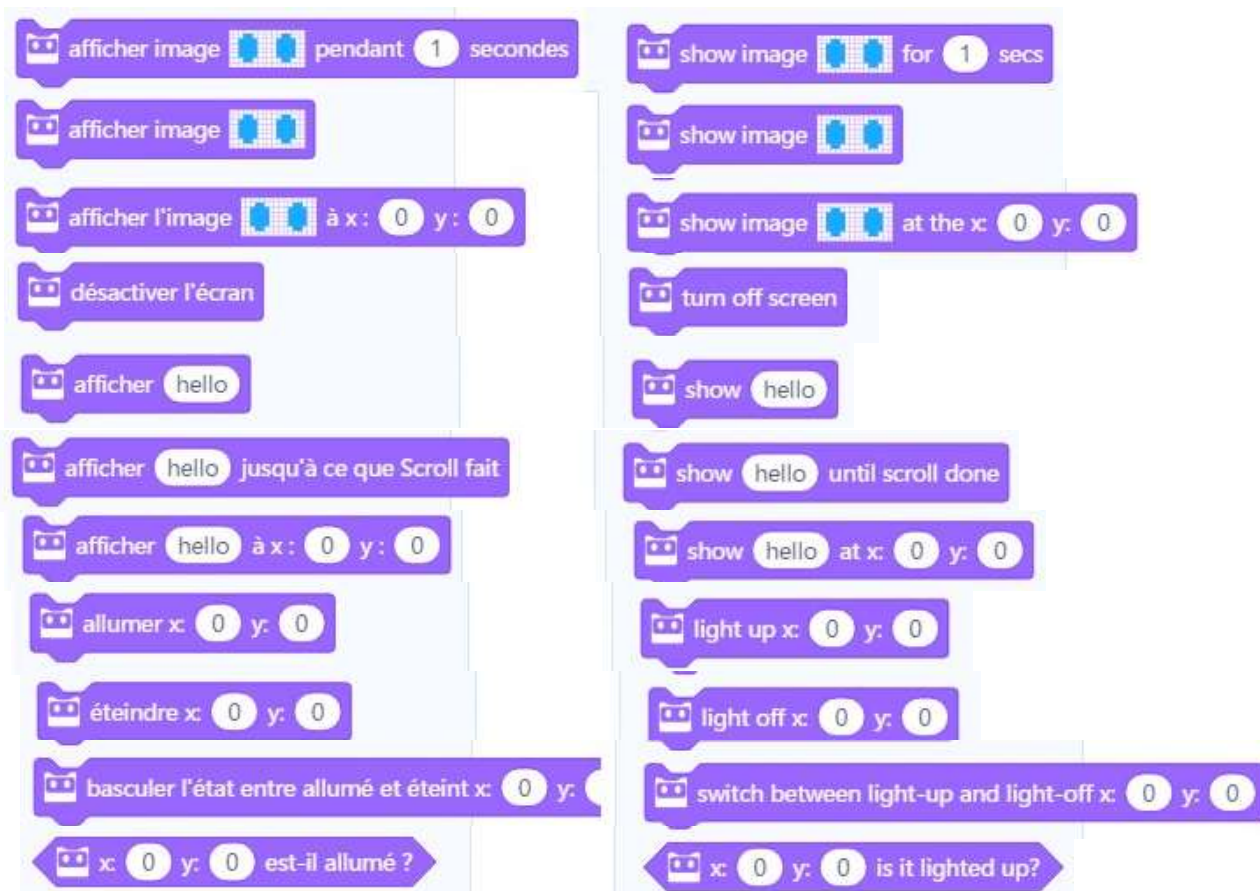 afficher image pendant 1 secondes
show image for 1 secs
afficher image
show image
afficher l'image à x : 0 y : 0
show image at the x: 0 y: 0
désactiver l'écran
turn off screen
afficher hello
show hello
afficher hello jusqu'à ce que Scroll fait
show hello until scroll done
afficher hello à x : 0 y : 0
show hello at x: 0 y: 0
allumer x: 0 y: 0
light up x: 0 y: 0
éteindre x: 0 y: 0
light off x: 0 y: 0
basculer l'état entre allumé et éteint x: 0 y:
switch between light-up and light-off x: 0 y: 0
x: 0 y: 0 est-il allumé ?
x: 0 y: 0 is it lighted up?